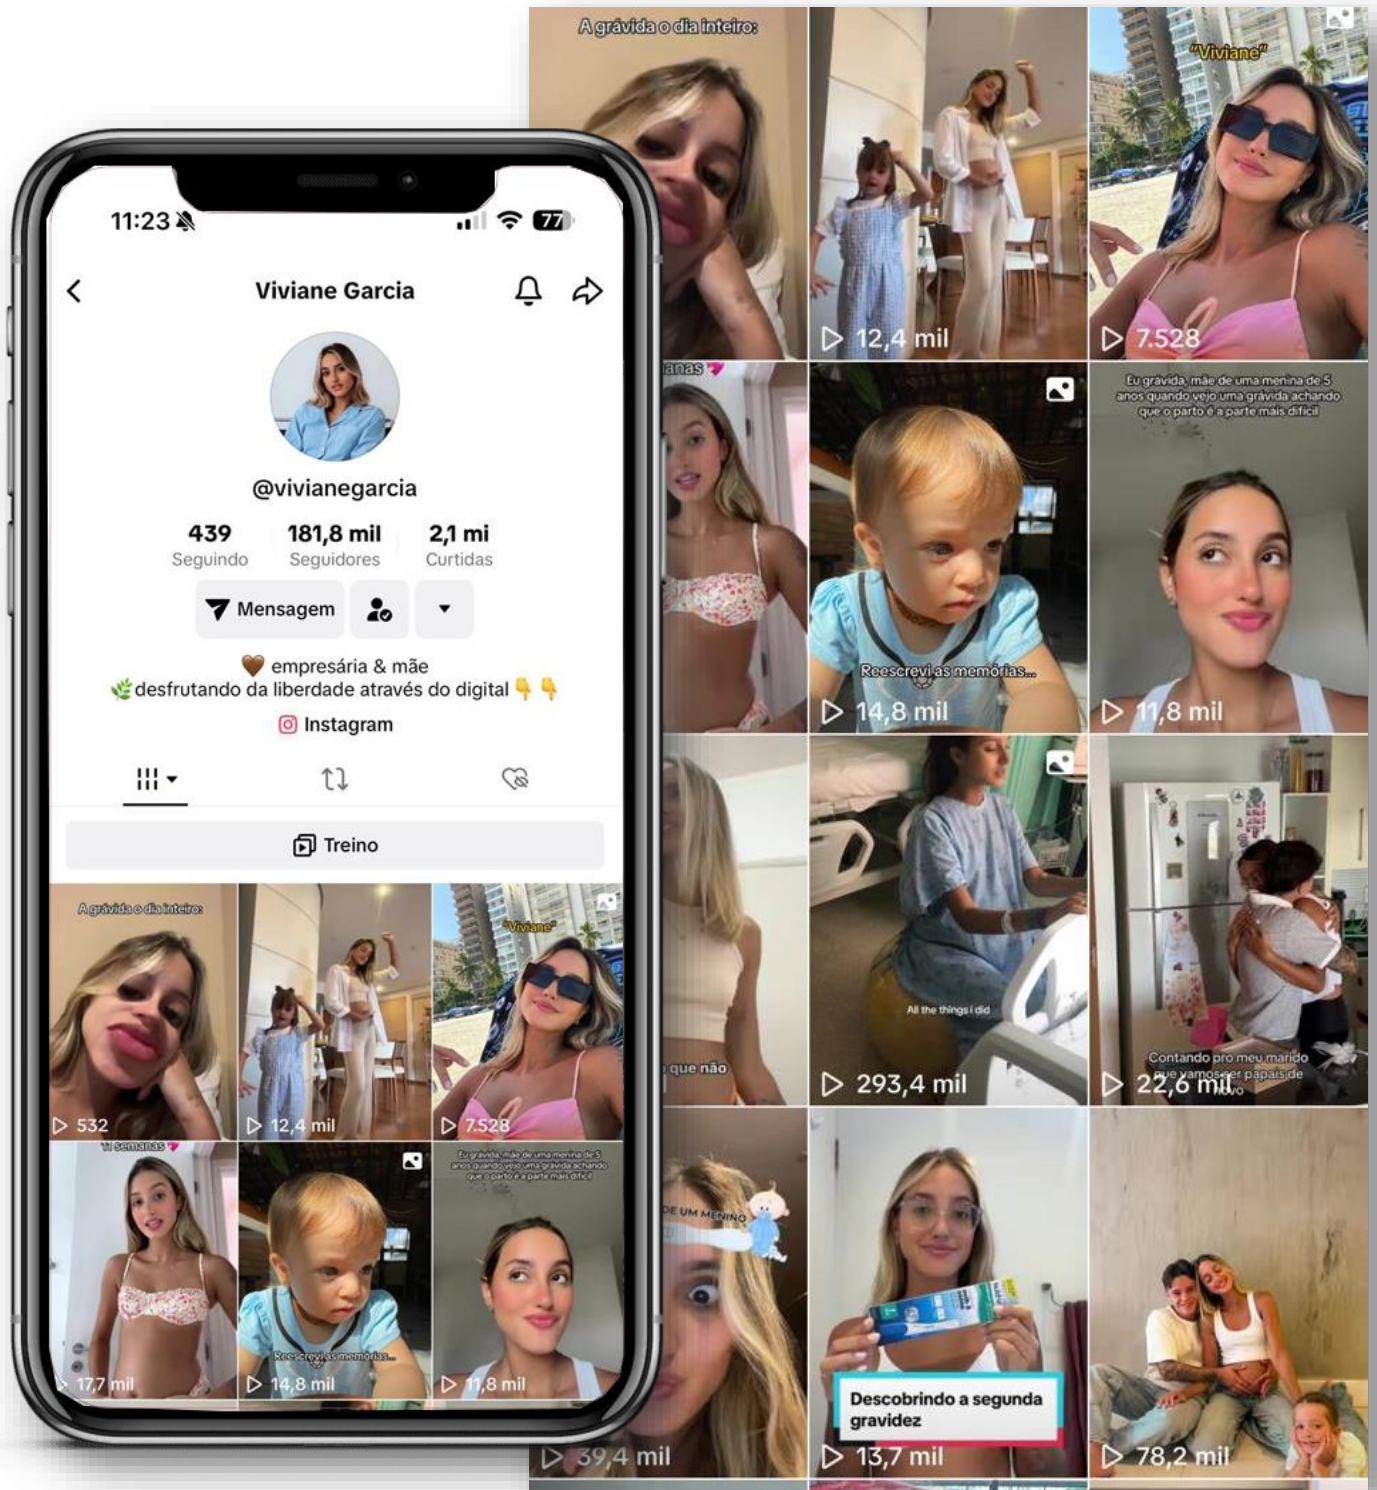 11:23
77
Viviane Garcia
@vivianegarcia
439
181,8 mil
2,1 mi
Seguindo
Seguidores
Curtidas
Mensagem
🤎 empresária & mãe
🌿desfrutando da liberdade através do digital 👇👇
Instagram
Treino
A grávida o dia inteiro:
532
12,4 mil
"Viviane"
7.528
11 semanas 💖
17,7 mil
Reescrevi as memórias...
14,8 mil
Eu grávida, mãe de uma menina de 5
anos quando vejo uma grávida achando
que o parto é a parte mais difícil
11,8 mil
A grávida o dia inteiro:
12,4 mil
"Viviane"
7.528
anas 💖
Reescrevi as memórias...
14,8 mil
Eu grávida, mãe de uma menina de 5
anos quando vejo uma grávida achando
que o parto é a parte mais difícil
11,8 mil
que não
All the things i did
293,4 mil
Contando pro meu marido
que vamos ser papais de
novo
22,6 mil
DE UM MENINO
39,4 mil
Descobrindo a segunda
gravidez
13,7 mil
78,2 mil